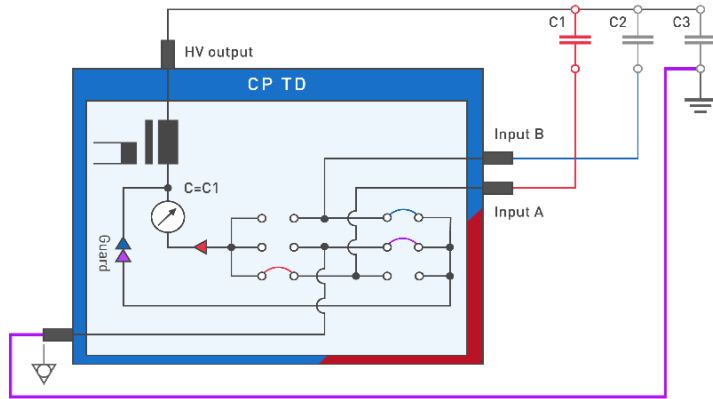 C1
C2
C3
HV output
CP TD
Input B
C=C1
Input A
Guard